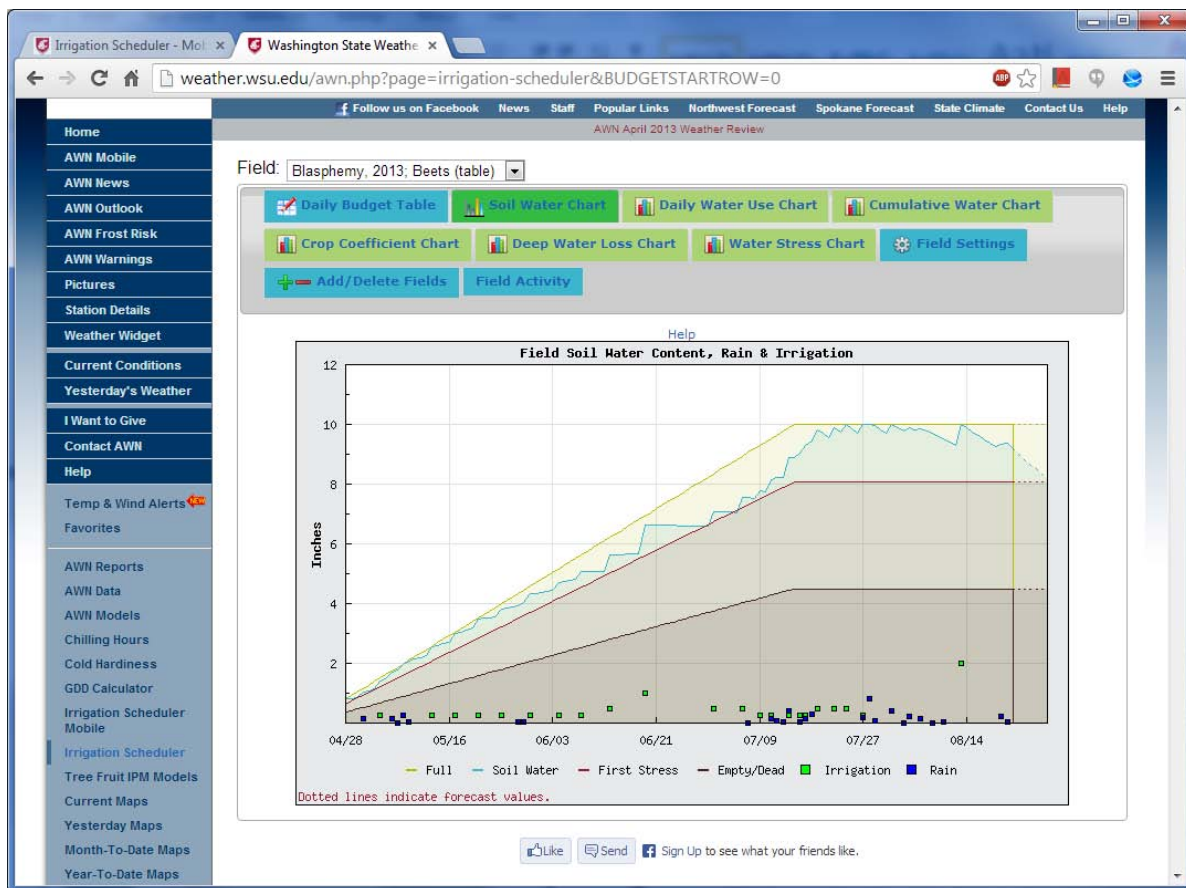 Irrigation Scheduler - Mo
Washington State Weathe
weather.wsu.edu/awn.php?page=irrigation-scheduler&BUDGETSTARTROW=0
ABP
Follow us on Facebook News Staff Popular Links Northwest Forecast Spokane Forecast State Climate Contact Us Help
AWN April 2013 Weather Review
Home
AWN Mobile
AWN News
AWN Outlook
AWN Frost Risk
AWN Warnings
Pictures
Station Details
Weather Widget
Current Conditions
Yesterday's Weather
I Want to Give
Contact AWN
Help
Temp & Wind Alerts NEW
Favorites
AWN Reports
AWN Data
AWN Models
Chilling Hours
Cold Hardiness
GDD Calculator
Irrigation Scheduler
Mobile
Irrigation Scheduler
Tree Fruit IPM Models
Current Maps
Yesterday Maps
Month-To-Date Maps
Year-To-Date Maps
Field: Blasphemy, 2013; Beets (table)
Daily Budget Table Soil Water Chart Daily Water Use Chart Cumulative Water Chart
Crop Coefficient Chart Deep Water Loss Chart Water Stress Chart Field Settings
Add/Delete Fields Field Activity
Help
Field Soil Water Content, Rain & Irrigation
12
10
8
6
4
2
Inches
04/28 05/16 06/03 06/21 07/09 07/27 08/14
Full Soil Water First Stress Empty/Dead Irrigation Rain
Dotted lines indicate forecast values.
Like Send Sign Up to see what your friends like.